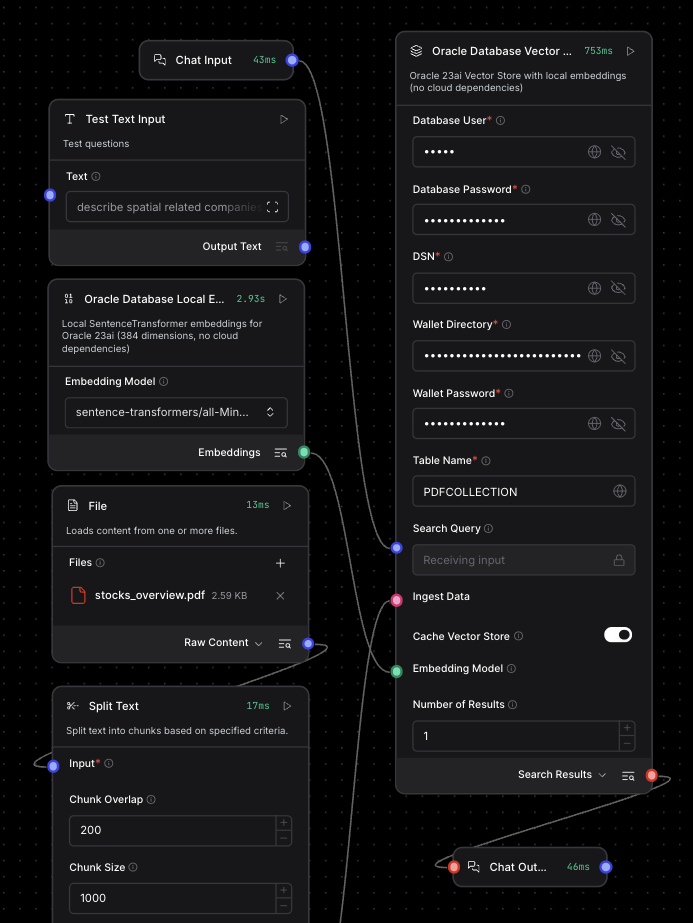 Chat Input 43ms
Test Text Input
Test questions
Text
describe spatial related companies
Output Text
Oracle Database Local E... 2.93s
Local SentenceTransformer embeddings for
Oracle 23ai (384 dimensions, no cloud
dependencies)
Embedding Model
sentence-transformers/all-Min...
Embeddings
File 13ms
Loads content from one or more files.
Files
stocks_overview.pdf 2.59 KB
Raw Content
Split Text 17ms
Split text into chunks based on specified criteria.
Input*
Chunk Overlap
200
Chunk Size
1000
Oracle Database Vector ... 753ms
Oracle 23ai Vector Store with local embeddings
(no cloud dependencies)
Database User*
•••••
Database Password*
•••••••••••••
DSN*
••••••••••
Wallet Directory*
•••••••••••••••••••••••••
Wallet Password*
•••••••••••••
Table Name*
PDFCOLLECTION
Search Query
Receiving input
Ingest Data
Cache Vector Store
Embedding Model
Number of Results
1
Search Results
Chat Out... 46ms